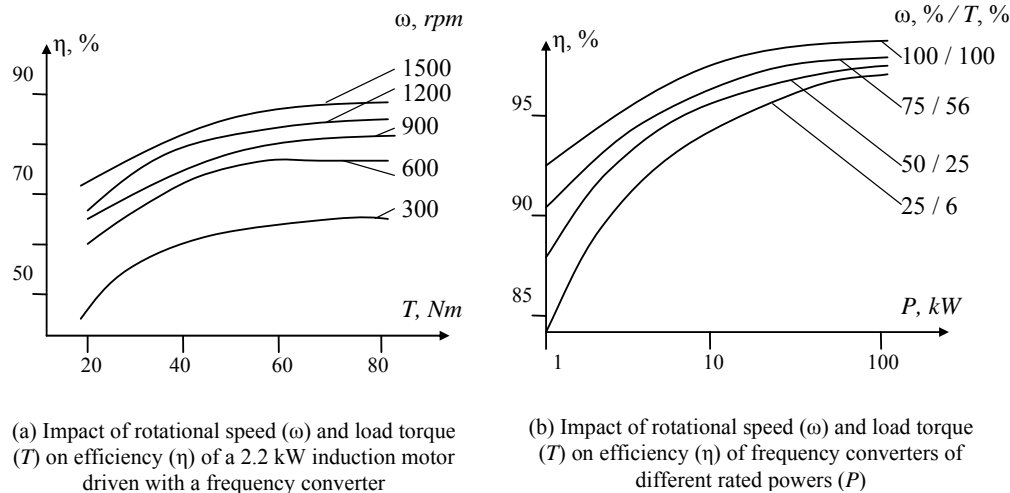 ω, rpm
η, %
90
70
50
1500
1200
900
600
300
T, Nm
20 40 60 80
(a) Impact of rotational speed (ω) and load torque
(T) on efficiency (η) of a 2.2 kW induction motor
driven with a frequency converter
ω, % / T, %
η, %
95
90
85
100 / 100
75 / 56
50 / 25
25 / 6
P, kW
1 10 100
(b) Impact of rotational speed (ω) and load torque
(T) on efficiency (η) of frequency converters of
different rated powers (P)